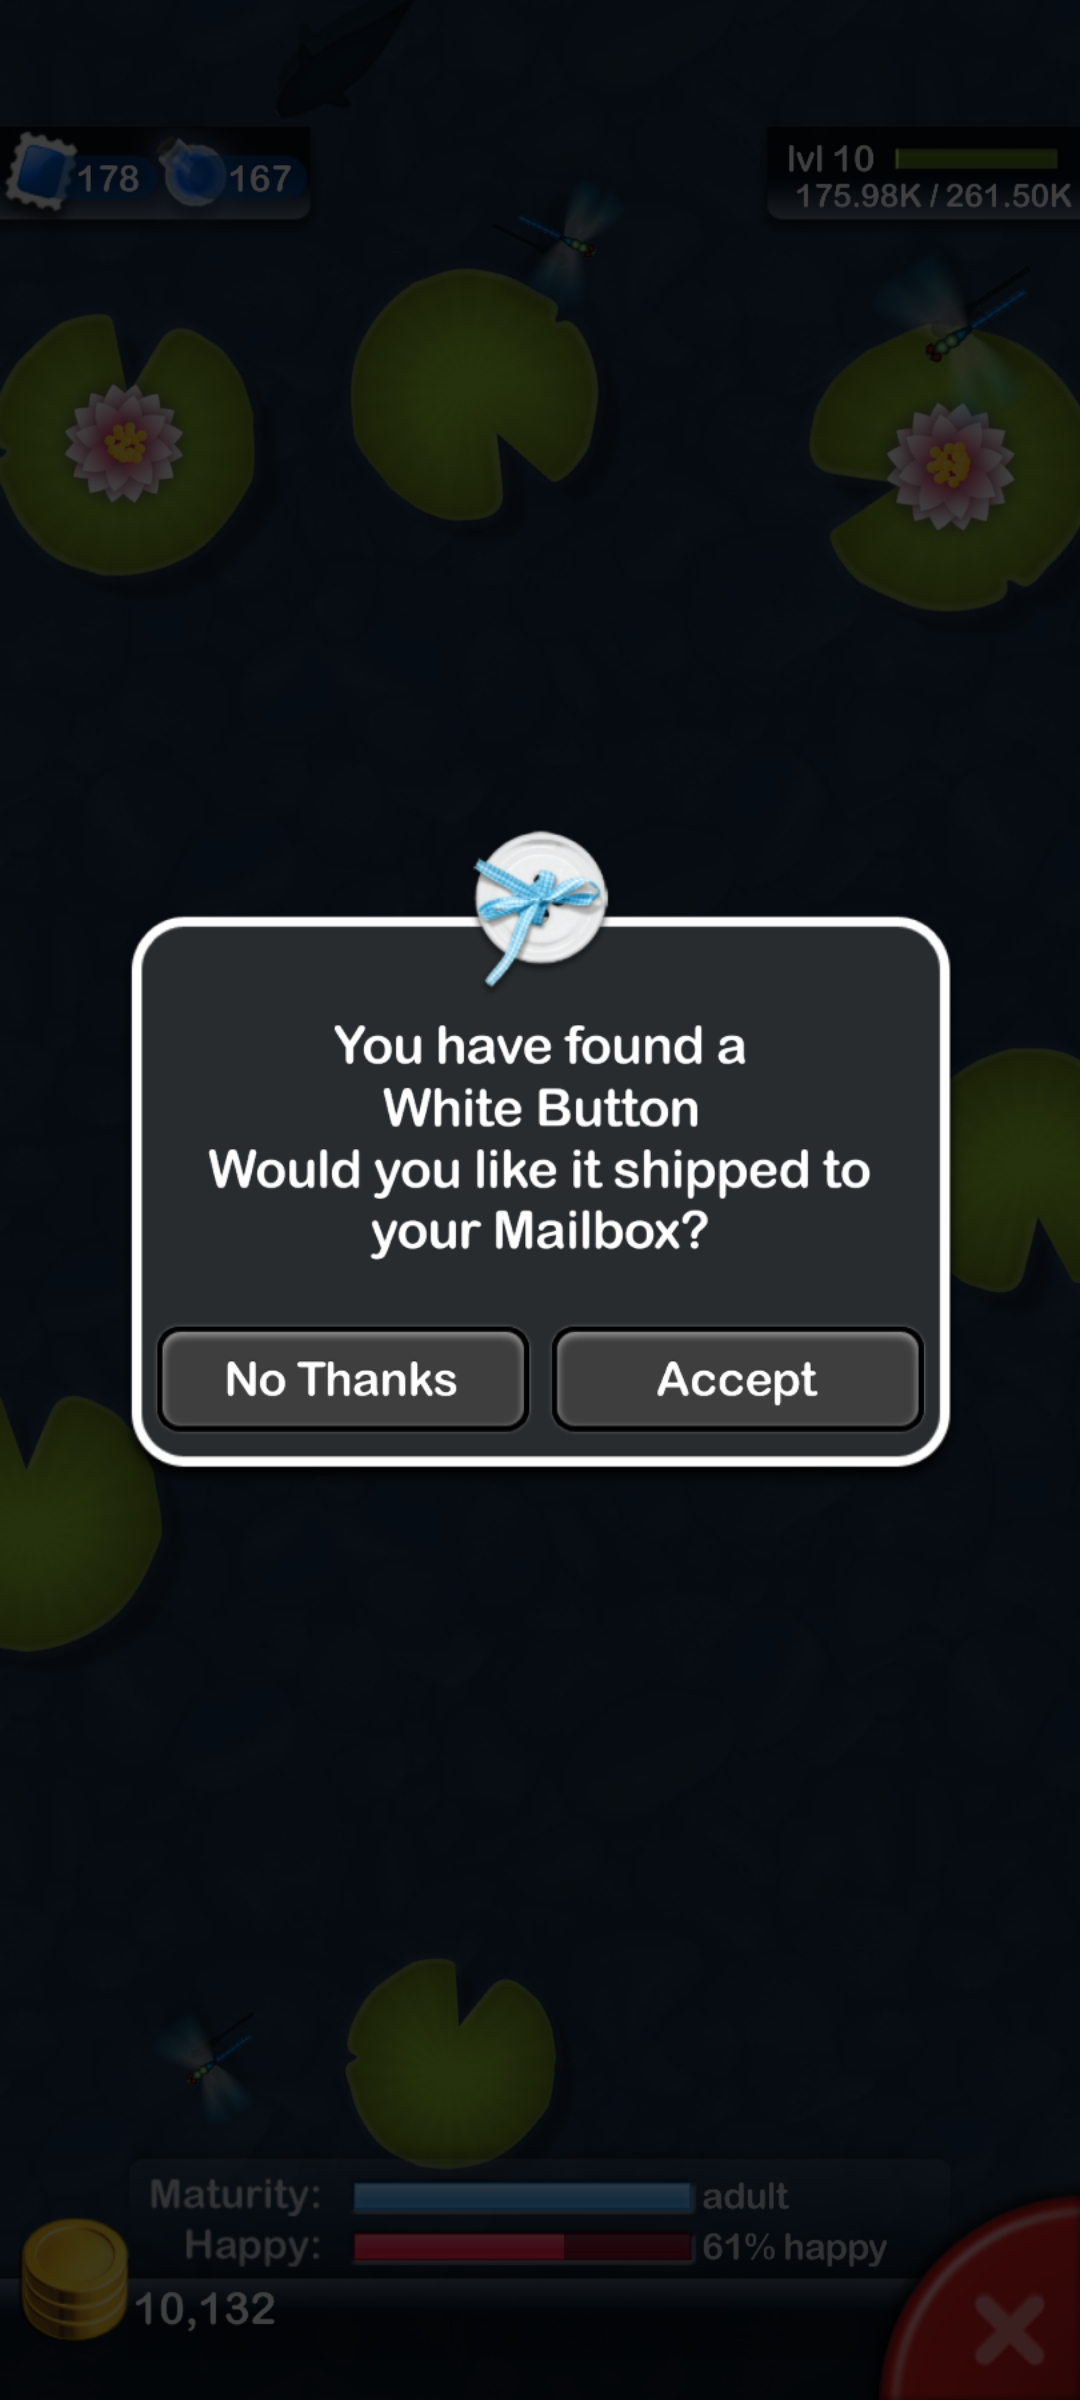 178 167
lvl 10
175.98K / 261.50K
You have found a
White Button
Would you like it shipped to
your Mailbox?
No Thanks Accept
Maturity: adult
Happy: 61% happy
10,132